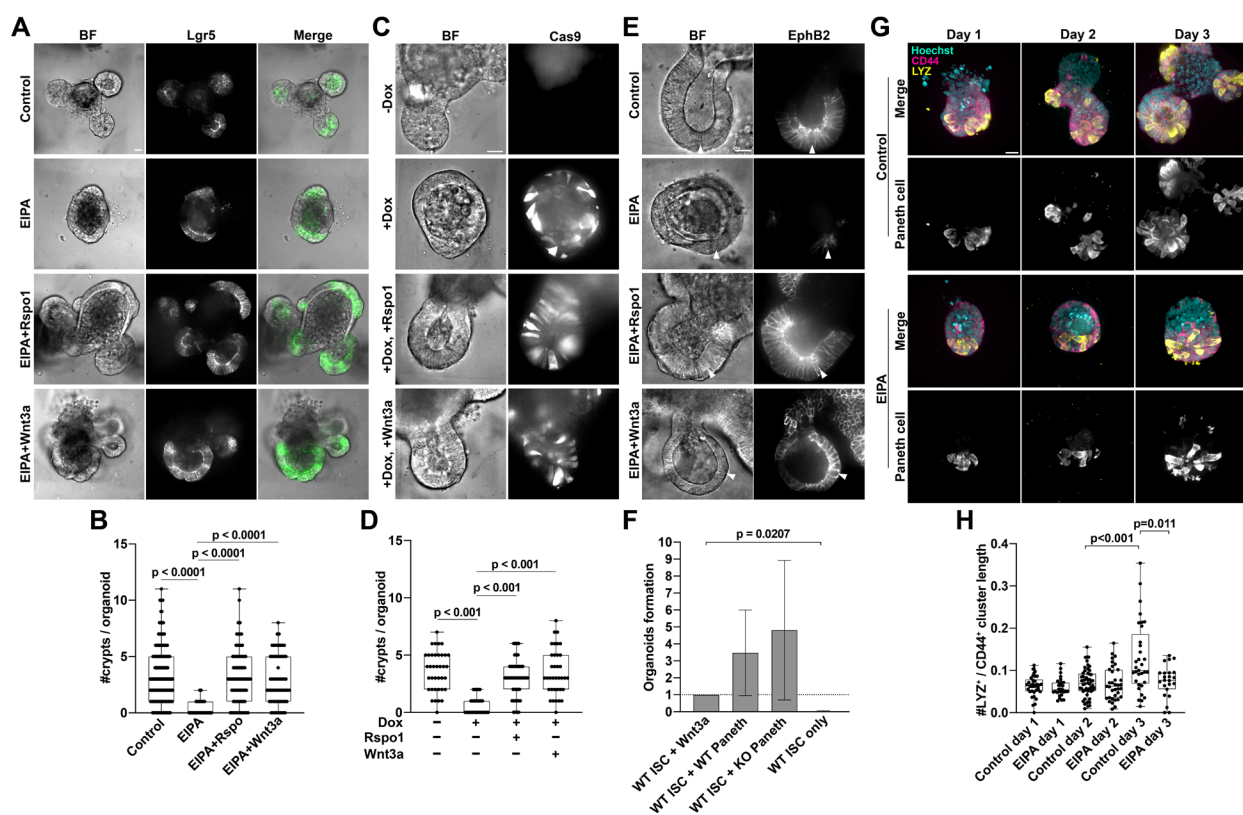 A
BF
Lgr5
Merge
Control
EIPA
EIPA+Rspo1
EIPA+Wnt3a
C
BF
Cas9
-Dox
+Dox
+Dox, +Rspo1
+Dox, +Wnt3a
E
BF
EphB2
Control
EIPA
EIPA+Rspo1
EIPA+Wnt3a
G
Day 1
Day 2
Day 3
Hoechst
CD44
LYZ
Control
Merge
Paneth cell
EIPA
Merge
Paneth cell
B
#crypts / organoid
15
10
5
0
p < 0.0001
p < 0.0001
p < 0.0001
Control
EIPA
EIPA+Rspo
EIPA+Wnt3a
D
#crypts / organoid
15
10
5
0
p < 0.001
p < 0.001
p < 0.001
Dox − + + +
Rspo1 − − + −
Wnt3a − − − +
F
Organoids formation
10
9
8
7
6
5
4
3
2
1
0
p = 0.0207
WT ISC + Wnt3a
WT ISC + WT Paneth
WT ISC + KO Paneth
WT ISC only
H
#LYZ⁺ / CD44⁺ cluster length
0.4
0.3
0.2
0.1
0.0
p<0.001
p=0.011
Control day 1
EIPA day 1
Control day 2
EIPA day 2
Control day 3
EIPA day 3